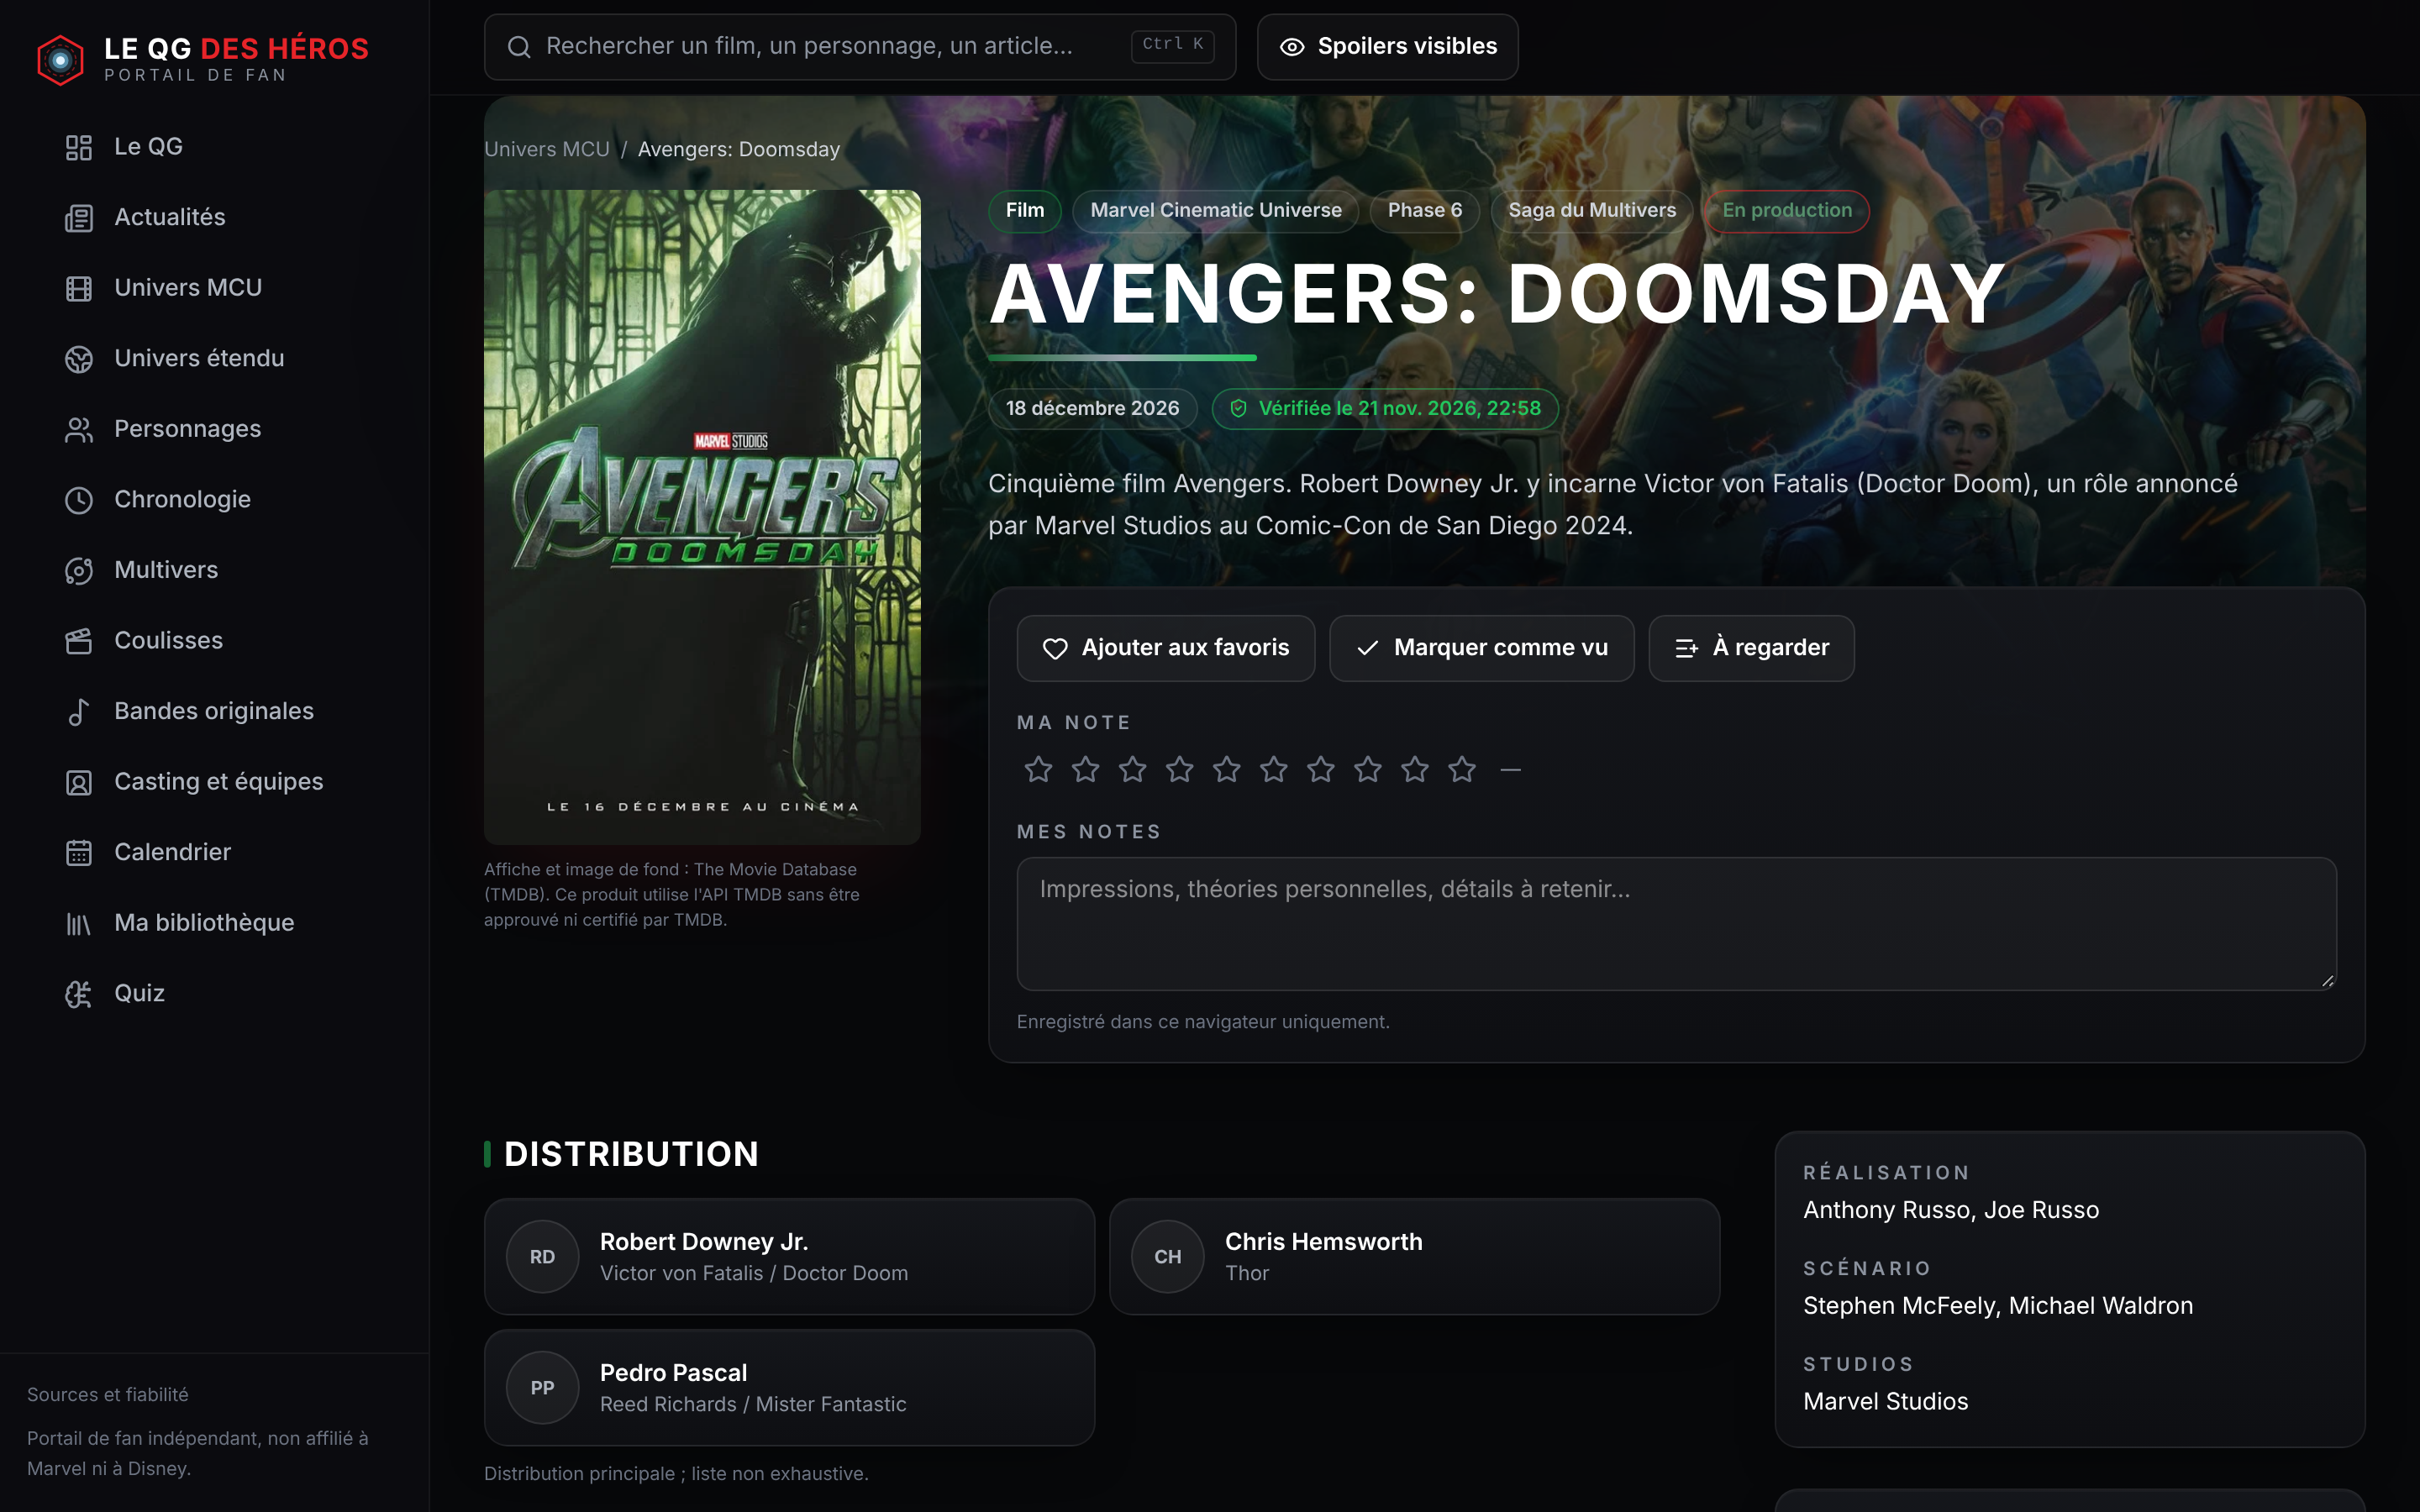 LE QG DES HÉROS
PORTAIL DE FAN
Le QG
Actualités
Univers MCU
Univers étendu
Personnages
Chronologie
Multivers
Coulisses
Bandes originales
Casting et équipes
Calendrier
Ma bibliothèque
Quiz
Sources et fiabilité
Portail de fan indépendant, non affilié à
Marvel ni à Disney.
Rechercher un film, un personnage, un article...
Ctrl K
Spoilers visibles
Univers MCU / Avengers: Doomsday
MARVEL STUDIOS
AVENGERS
DOOMSDAY
LE 16 DÉCEMBRE AU CINÉMA
Affiche et image de fond : The Movie Database
(TMDB). Ce produit utilise l'API TMDB sans être
approuvé ni certifié par TMDB.
Film
Marvel Cinematic Universe
Phase 6
Saga du Multivers
En production
AVENGERS: DOOMSDAY
18 décembre 2026
Vérifiée le 21 nov. 2026, 22:58
Cinquième film Avengers. Robert Downey Jr. y incarne Victor von Fatalis (Doctor Doom), un rôle annoncé
par Marvel Studios au Comic-Con de San Diego 2024.
Ajouter aux favoris
Marquer comme vu
À regarder
MA NOTE
—
MES NOTES
Impressions, théories personnelles, détails à retenir...
Enregistré dans ce navigateur uniquement.
DISTRIBUTION
RD
Robert Downey Jr.
Victor von Fatalis / Doctor Doom
CH
Chris Hemsworth
Thor
PP
Pedro Pascal
Reed Richards / Mister Fantastic
Distribution principale ; liste non exhaustive.
RÉALISATION
Anthony Russo, Joe Russo
SCÉNARIO
Stephen McFeely, Michael Waldron
STUDIOS
Marvel Studios